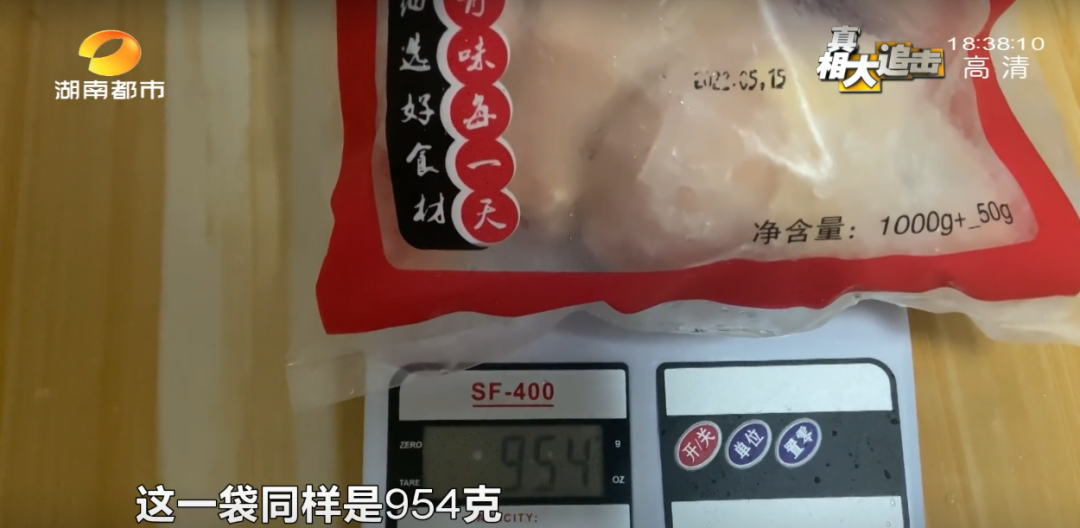 湖南都市
真相大追击
18:38:10
高清
选好食材
味每一天
2022.05.15
净含量：1000g+_50g
SF-400
ZERO
g
954
TARE
OZ
开/关
单位
置零
这一袋同样是954克
CITY: